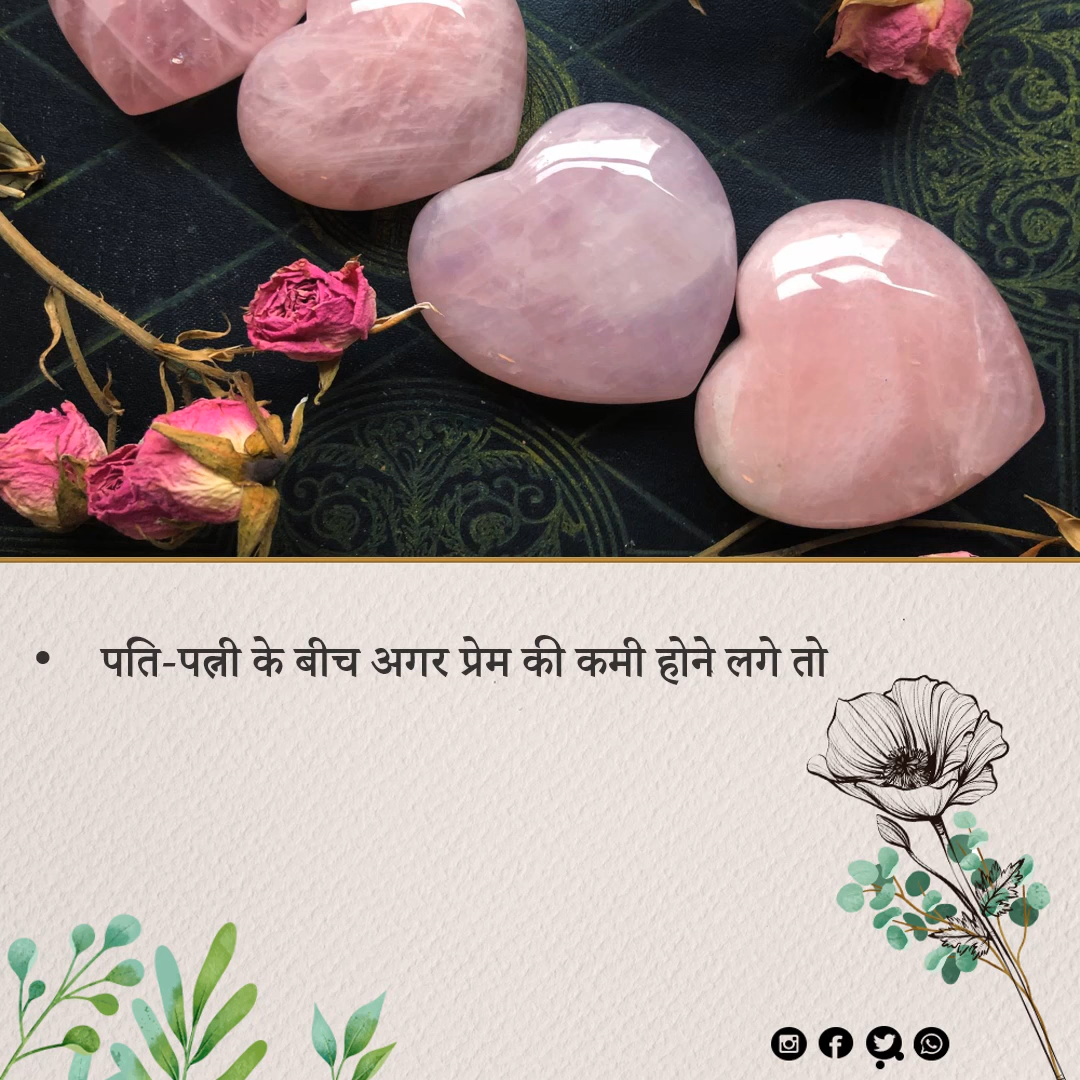 • पति-पत्नी के बीच अगर प्रेम की कमी होने लगे तो